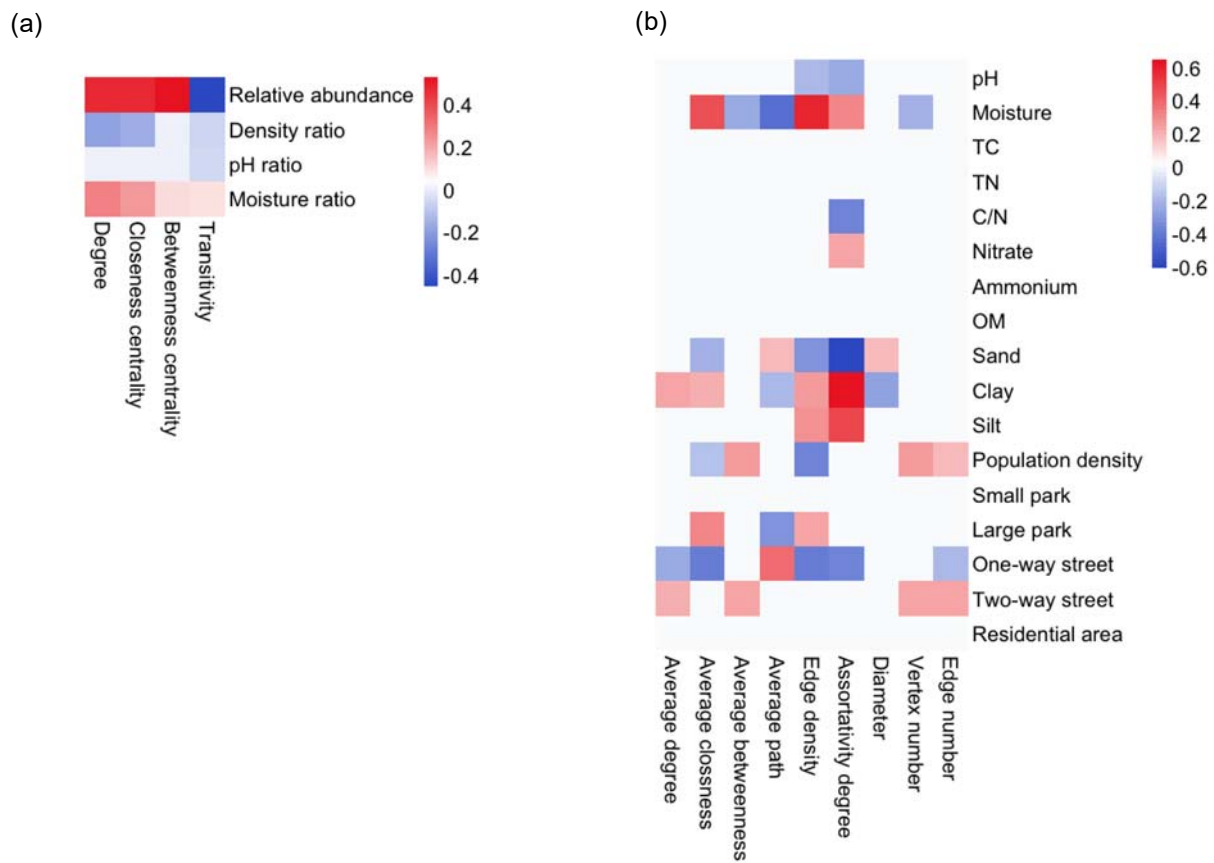 (a)
Relative abundance
Density ratio
pH ratio
Moisture ratio
Degree
Closeness centrality
Betweenness centrality
Transitivity
0.4
0.2
0
-0.2
-0.4
(b)
pH
Moisture
TC
TN
C/N
Nitrate
Ammonium
OM
Sand
Clay
Silt
Population density
Small park
Large park
One-way street
Two-way street
Residential area
Average degree
Average clossness
Average betweenness
Average path
Edge density
Assortativity degree
Diameter
Vertex number
Edge number
0.6
0.4
0.2
0
-0.2
-0.4
-0.6